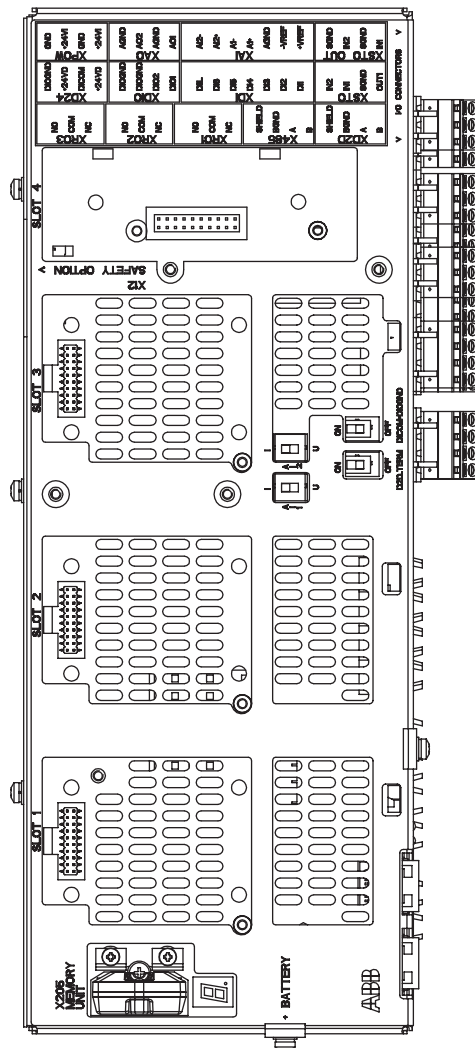 GND +24VI GND +24VI
XPOW
AGND AO2 AGND AO1
XAO
AI2- AI2+ AI1- AI1+ AGND -VREF +VREF
XAI
SGND IN2 SGND IN1
XSTO OUT
DIOGND +24VD DICOM +24VD
XD24
DIOGND DIOGND DIO2 DIO1
XDIO
DIIL DI6 DI5 DI4 DI3 DI2 DI1
XDI
IN2 IN1 SGND OUT1
XSTO
NO COM NC
XRO3
NO COM NC
XRO2
NO COM NC
XRO1
SHIELD BGND A B
X485
SHIELD BGND A B
XD2D
I/O CONNECTORS
SLOT 4
SAFETY OPTION
X12
SLOT 3
ON
OFF
DICOM=DIOGND
ON
OFF
D2D.TERM
I
U
I
U
SLOT 2
SLOT 1
X205
MEMORY
UNIT
+ BATTERY
ABB